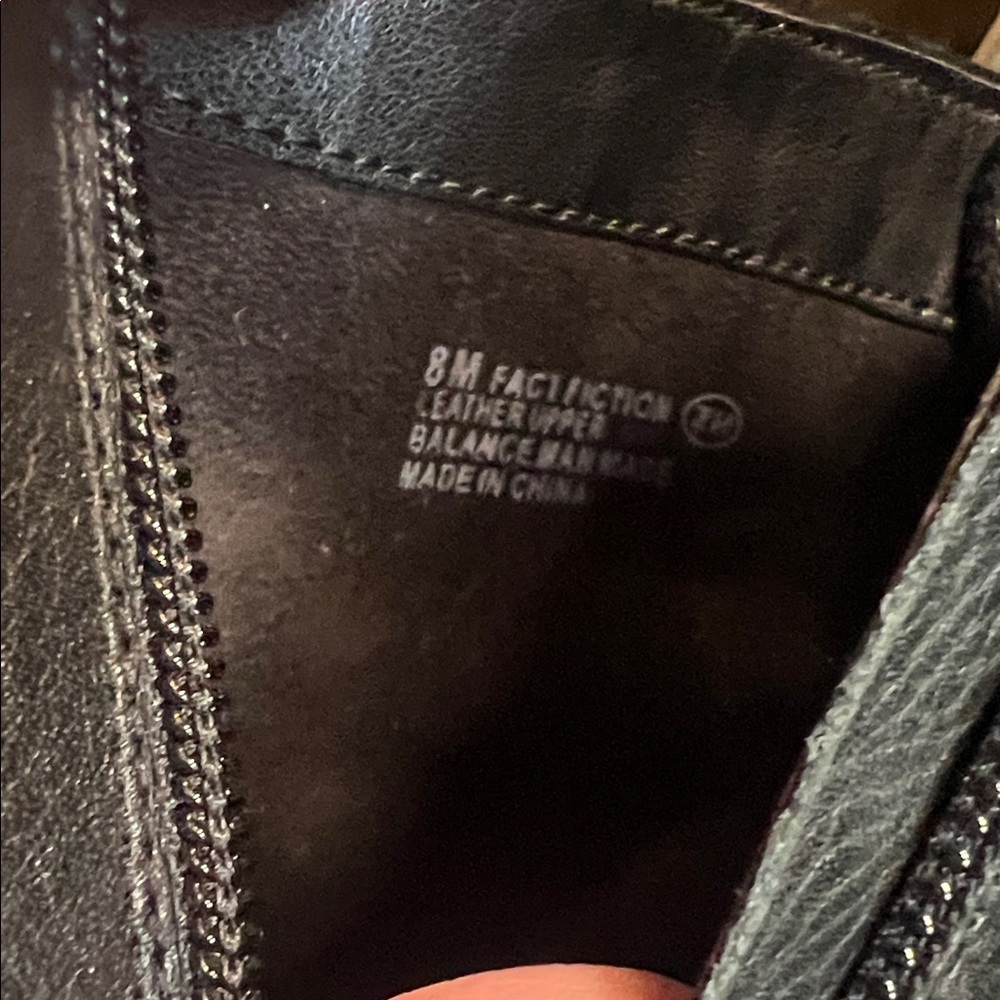 8M FACT/FICTION
LEATHER UPPER
BALANCE MAN MADE
MADE IN CHINA